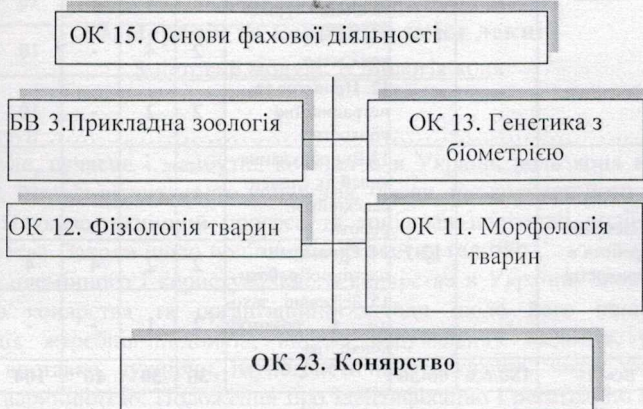 ОК 15. Основи фахової діяльності
БВ 3.Прикладна зоологія
ОК 13. Генетика з
біометрією
ОК 12. Фізіологія тварин
ОК 11. Морфологія
тварин
ОК 23. Конярство